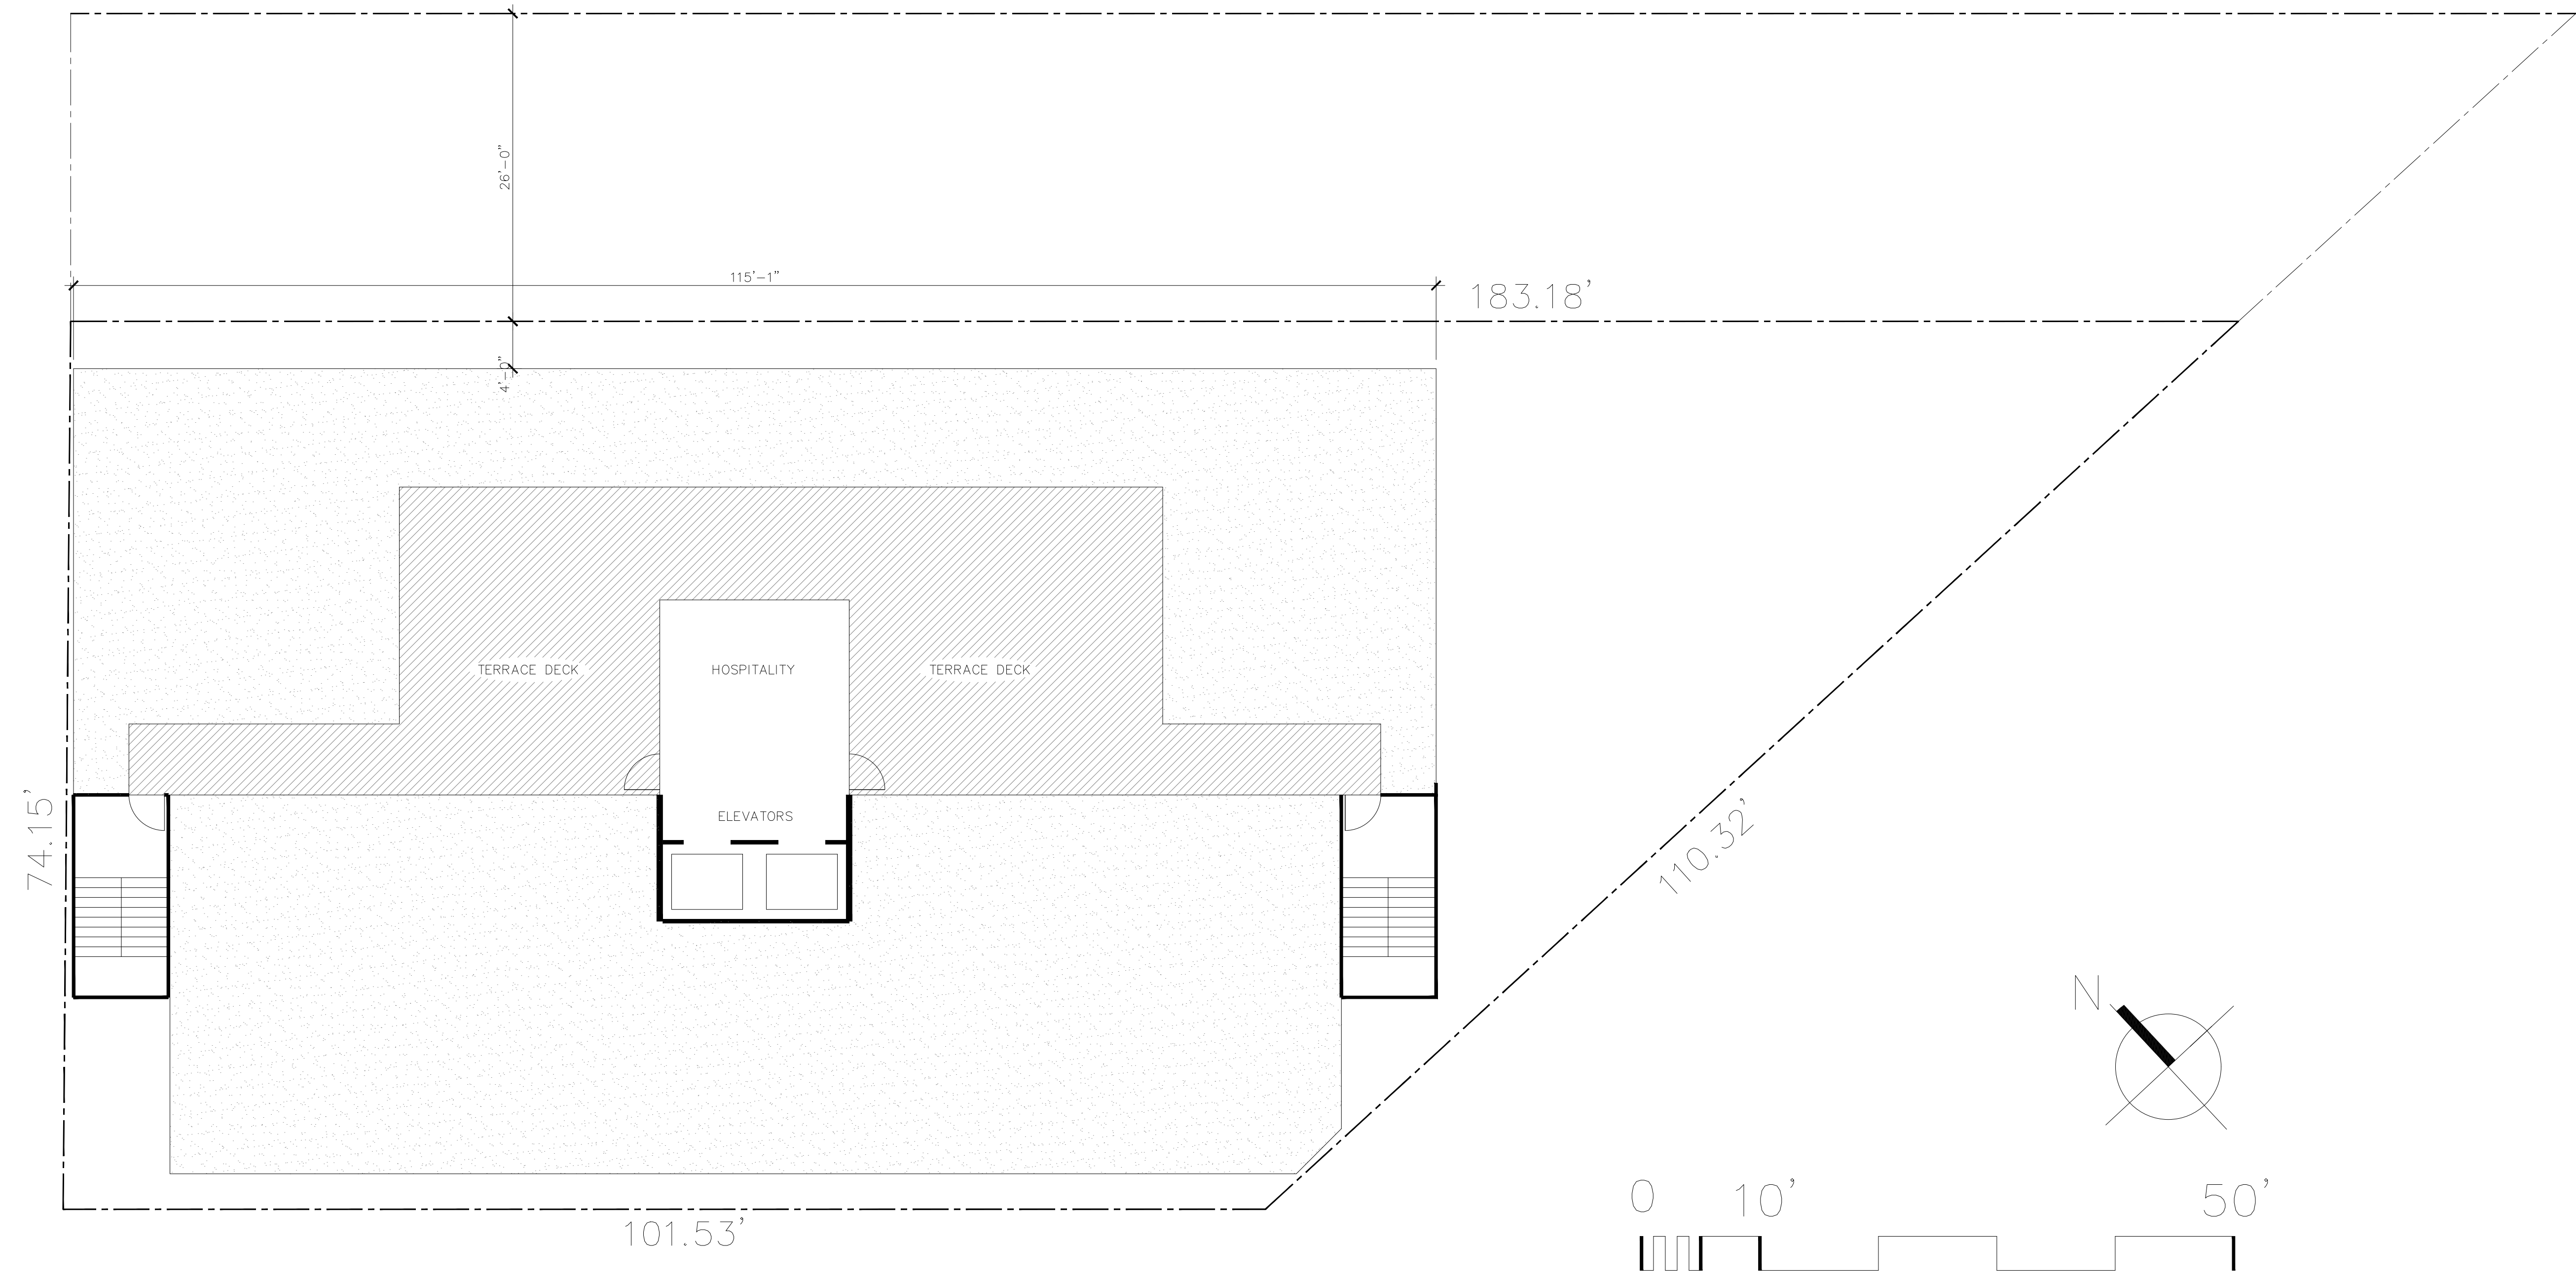 26'-0"
115'-1"
183.18'
4'-0"
TERRACE DECK
HOSPITALITY
TERRACE DECK
ELEVATORS
74.15'
110.32'
N
0 10' 50'
101.53'